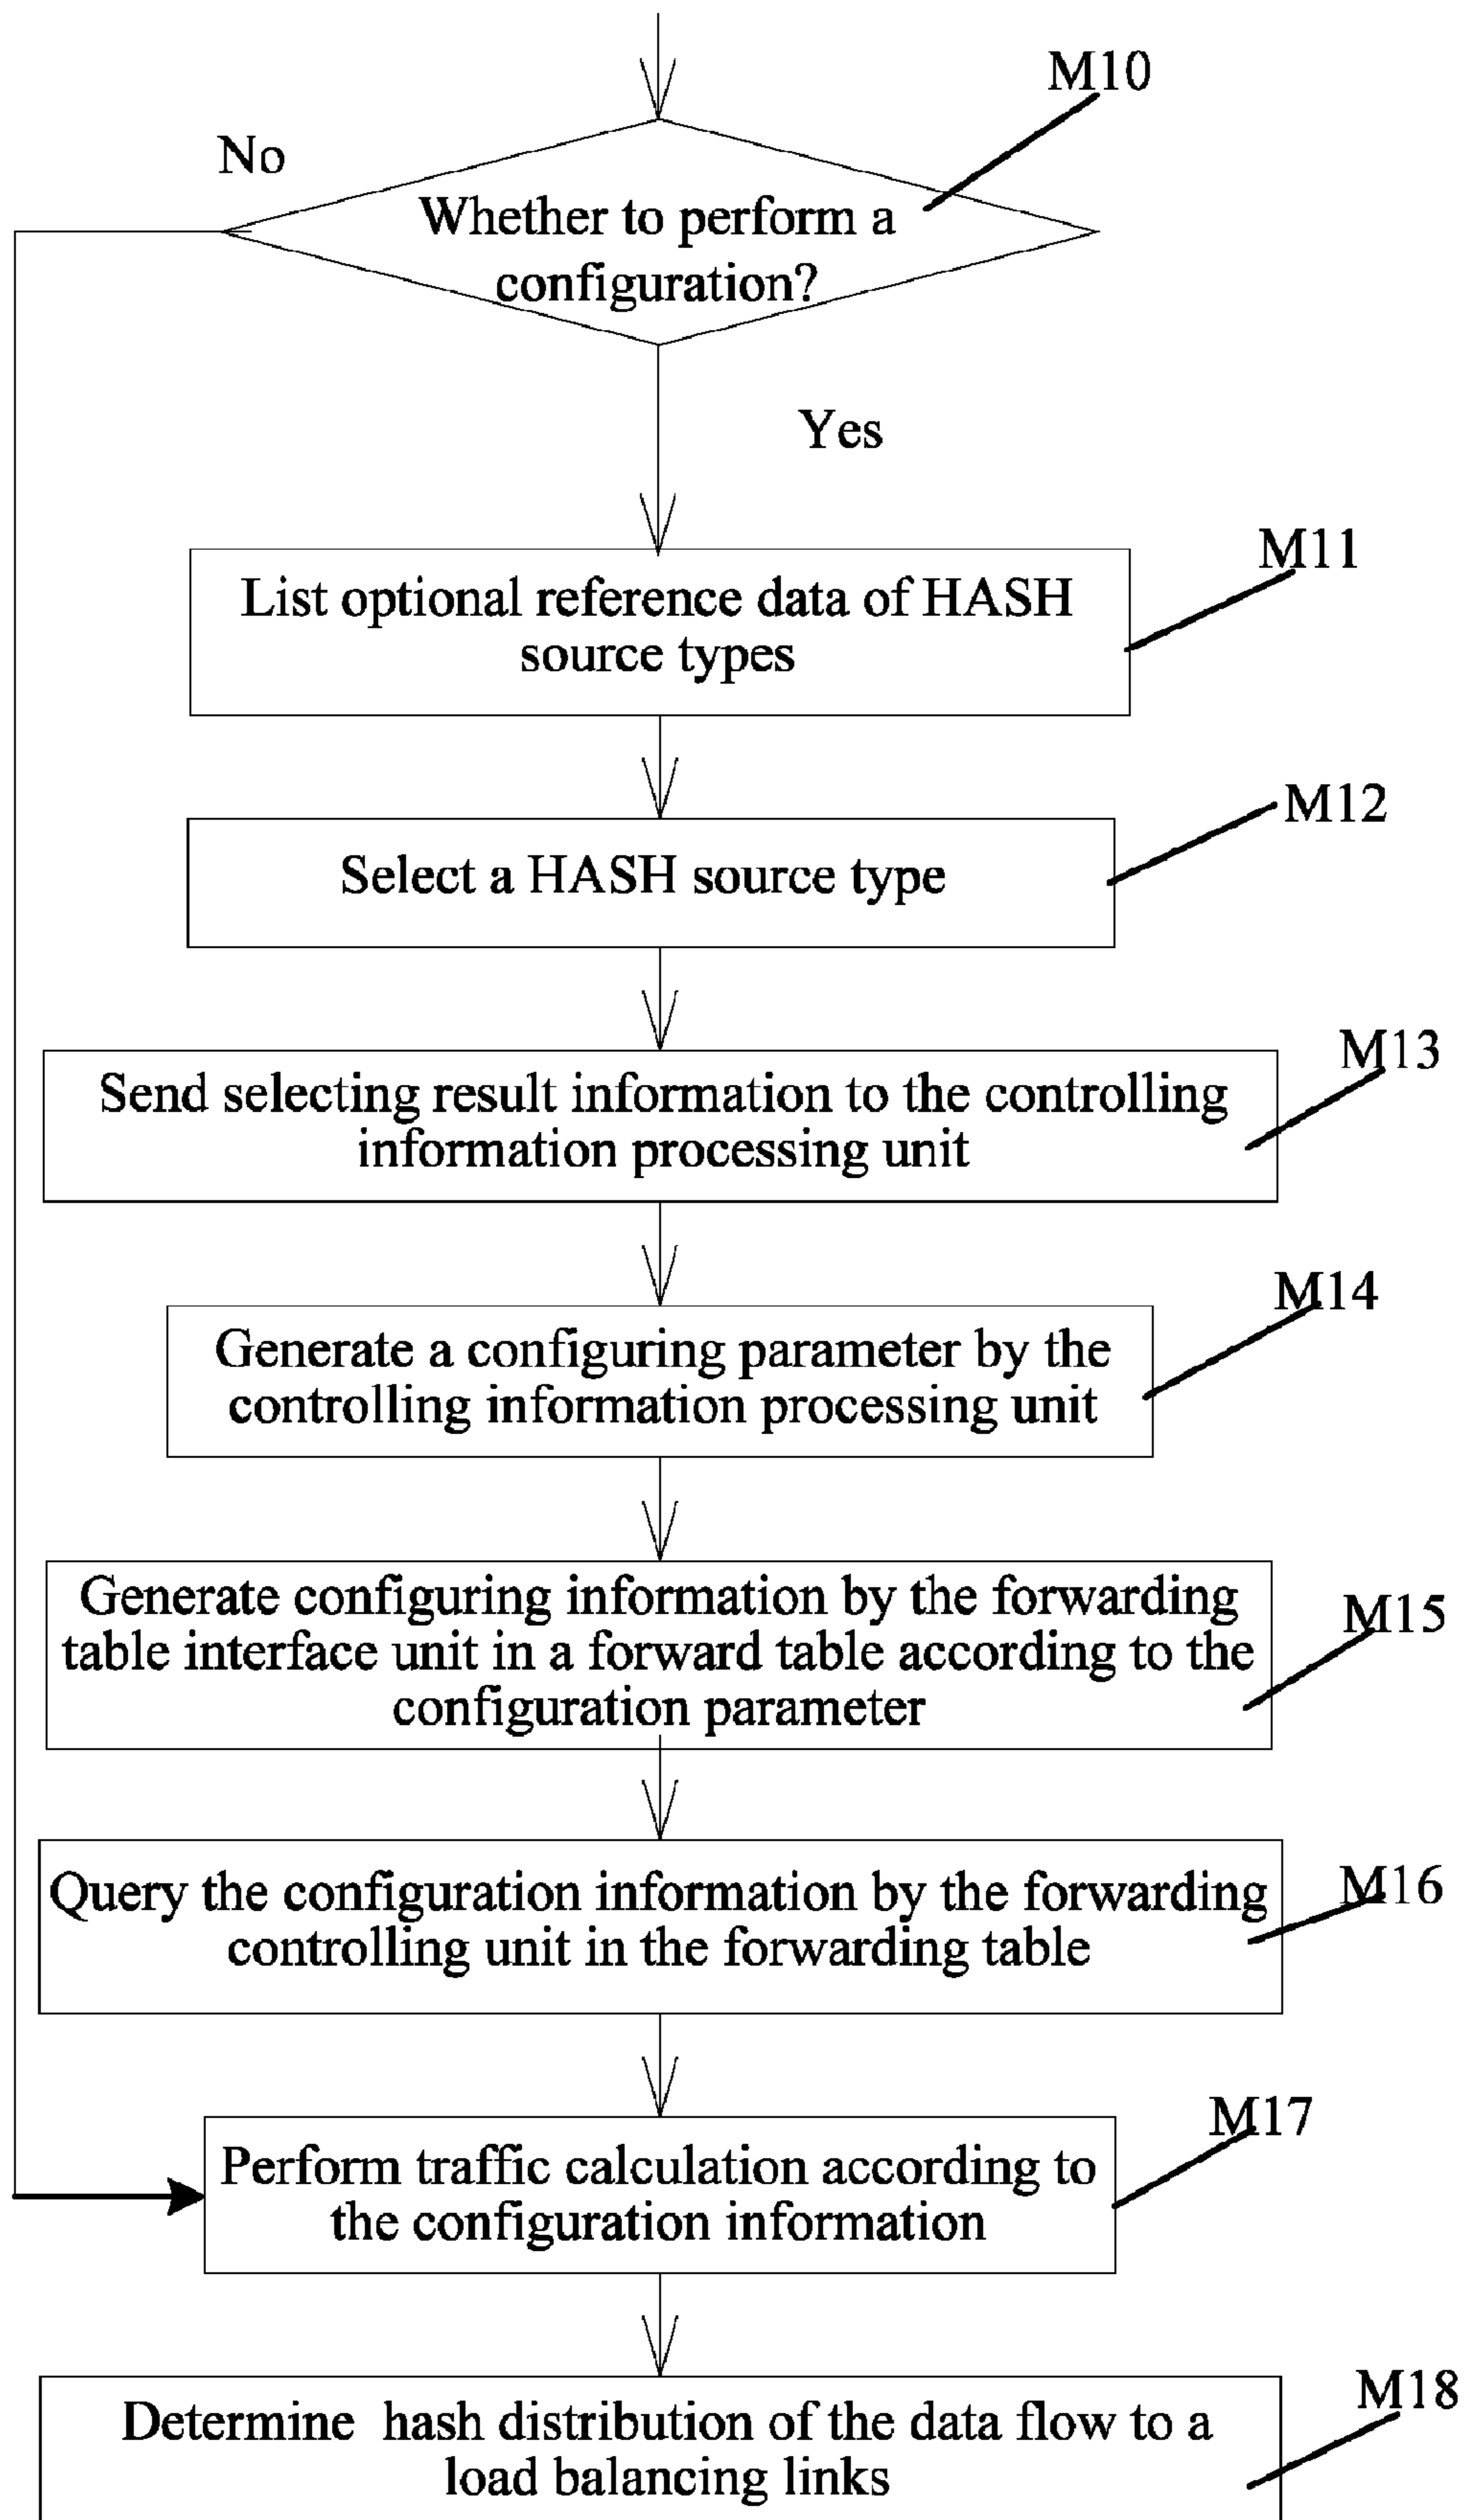 M10
No
Whether to perform a
configuration?
Yes
M11
List optional reference data of HASH
source types
M12
Select a HASH source type
M13
Send selecting result information to the controlling
information processing unit
M14
Generate a configuring parameter by the
controlling information processing unit
Generate configuring information by the forwarding
M15
table interface unit in a forward table according to the
configuration parameter
M16
Query the configuration information by the forwarding
controlling unit in the forwarding table
M17
Perform traffic calculation according to
the configuration information
M18
Determine hash distribution of the data flow to a
load balancing links